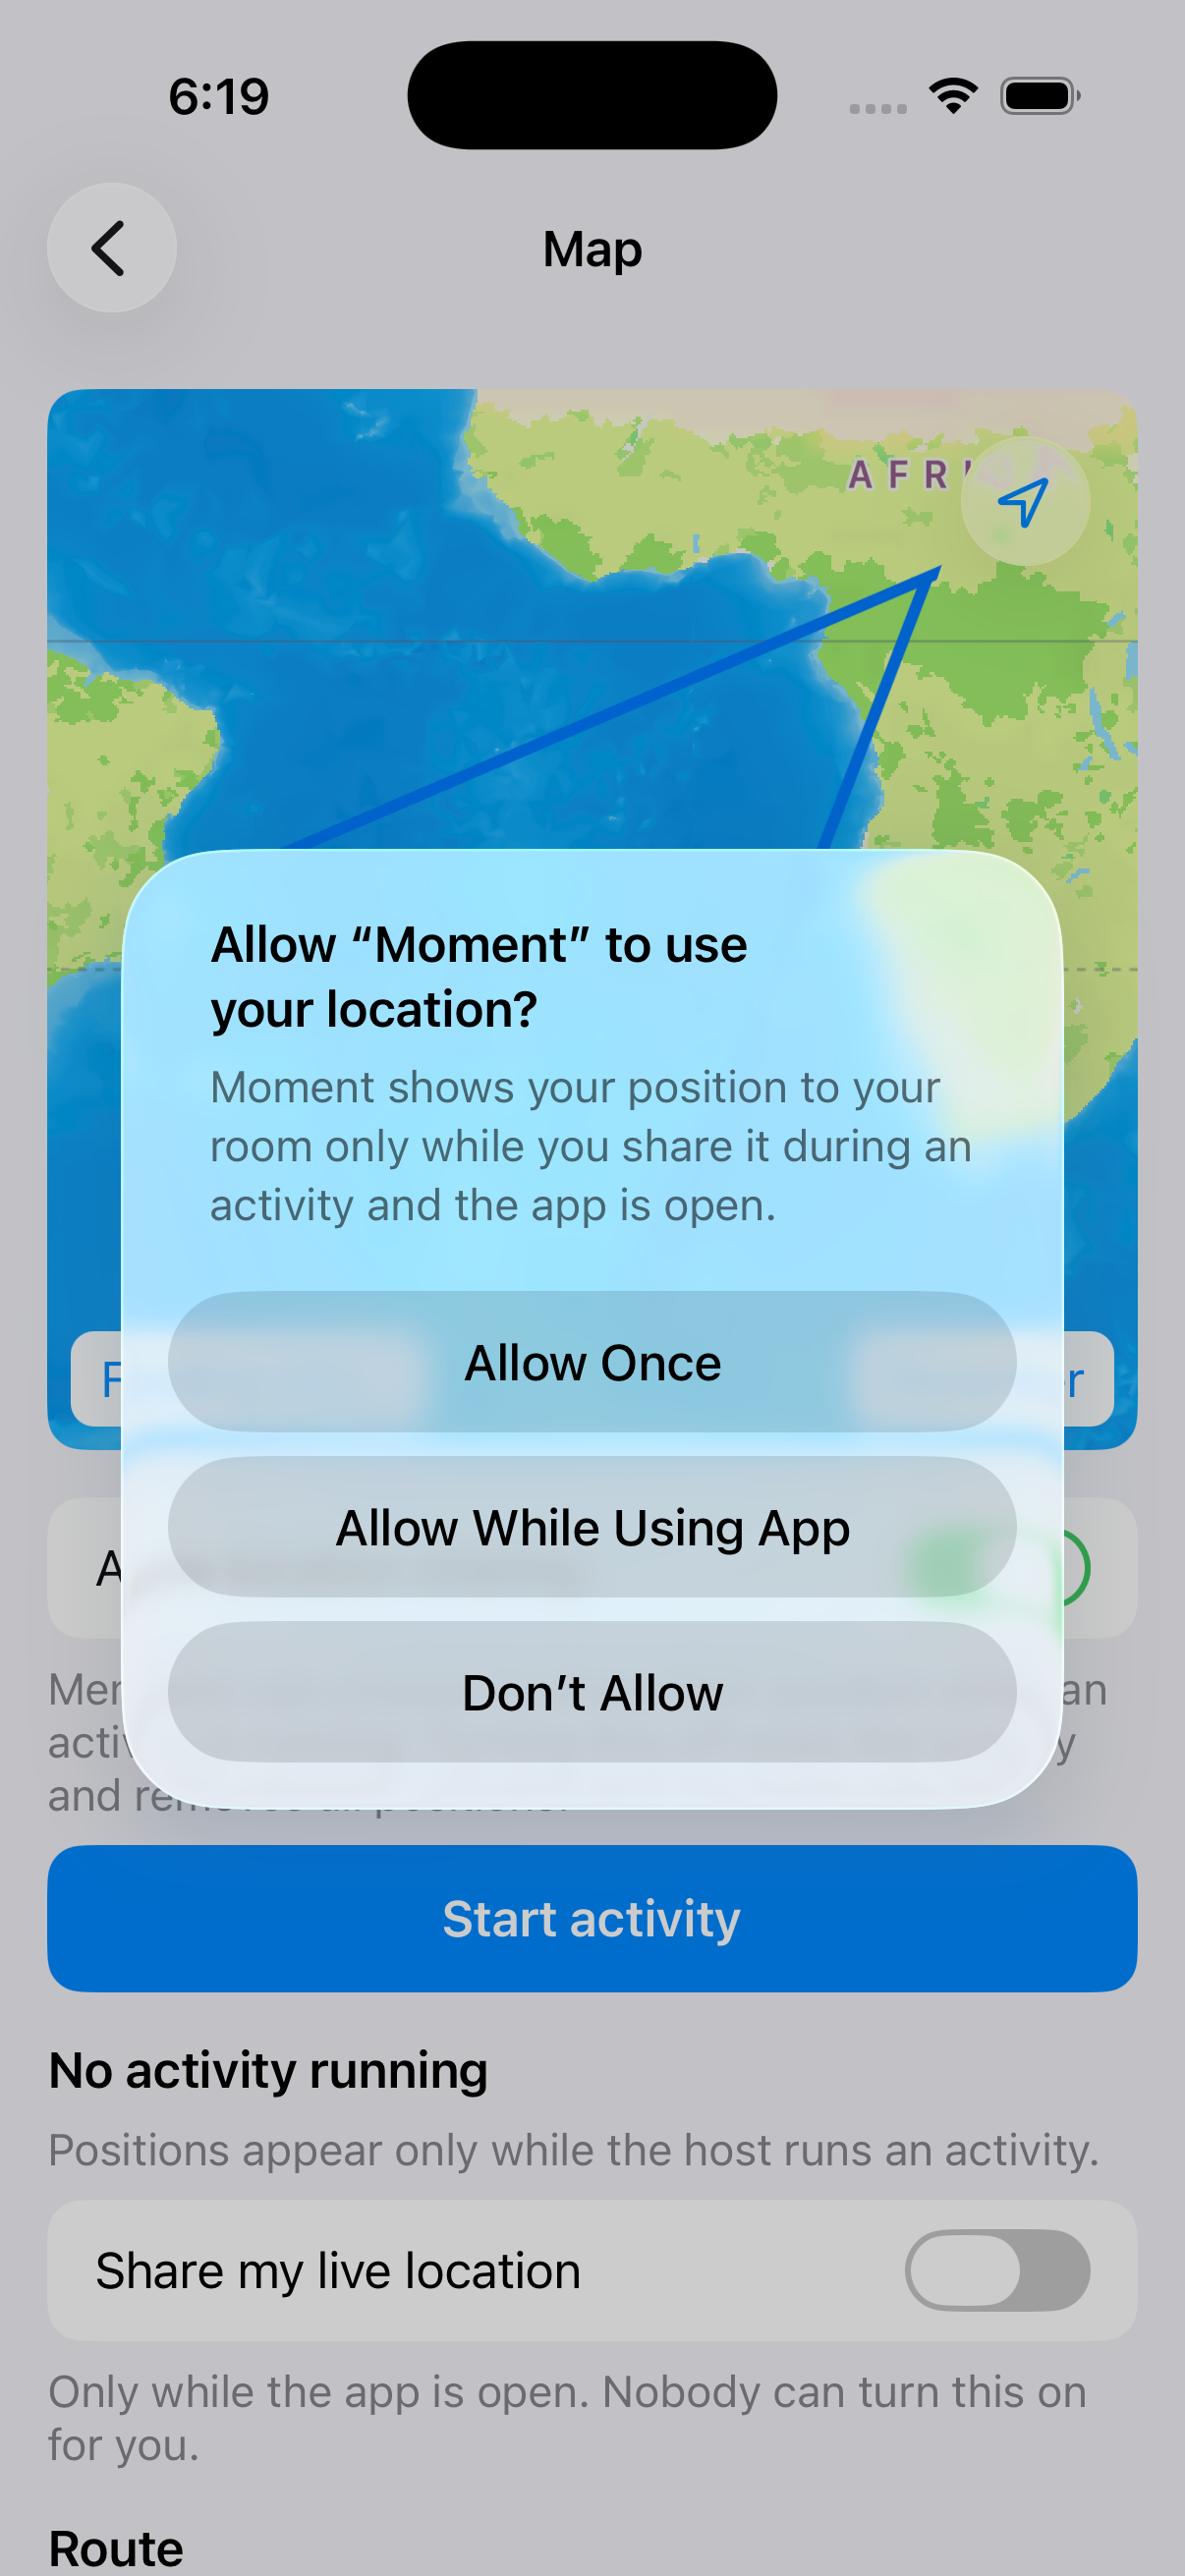 6:19
Map
AFRI
Allow “Moment” to use
your location?
Moment shows your position to your
room only while you share it during an
activity and the app is open.
Allow Once
Allow While Using App
Don’t Allow
an
and
Start activity
No activity running
Positions appear only while the host runs an activity.
Share my live location
Only while the app is open. Nobody can turn this on
for you.
Route